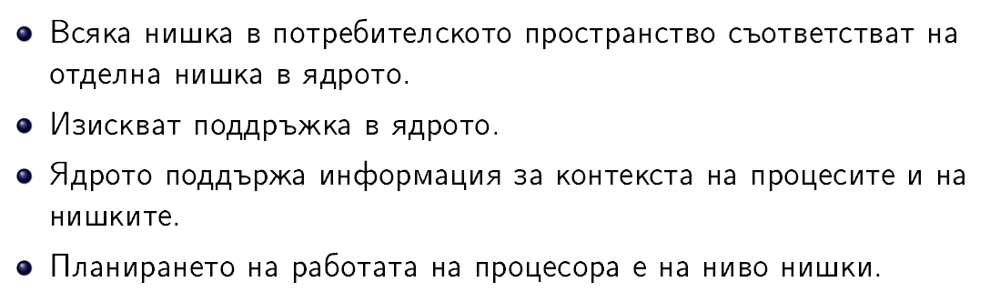 Всяка нишка в потребителското пространство съответстват на
отделна нишка в ядрото.
Изискват поддръжка в ядрото.
Ядрото поддържа информация за контекста на процесите и на
нишките.
Планирането на работата на процесора е на ниво нишки.